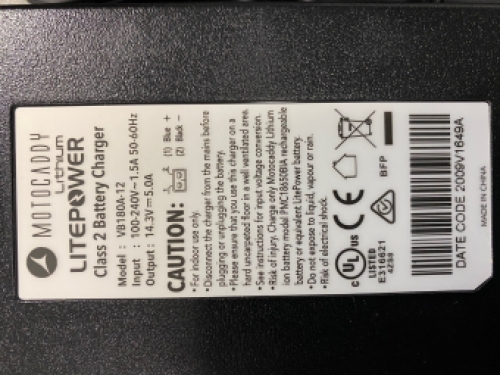 MOTOCADDY
Lithium
LITEPOWER
Class 2 Battery Charger
Model : VB180A-12
Input : 100-240V~1.5A 50-60Hz
Output : 14.3V⎓5.0A
CAUTION:
(1) Blue +
(2) Black -
•For indoor use only.
•Disconnect the charger from the mains before
plugging or unplugging a battery.
•Please ensure that you use this charger on a
hard uncarpeted floor in a well ventilated area.
•See instructions for input voltage conversion.
•Risk of injury. Charge only Motocaddy Lithium
ion battery model PMC18650BIA rechargeable
battery or equivalent LitePower battery.
•Do not expose to liquid, vapour or rain.
•Risk of electrical shock.
c UL us
LISTED
E316621
4Z88
CE
BFP
DATE CODE 2009V1649A
MADE IN CHINA